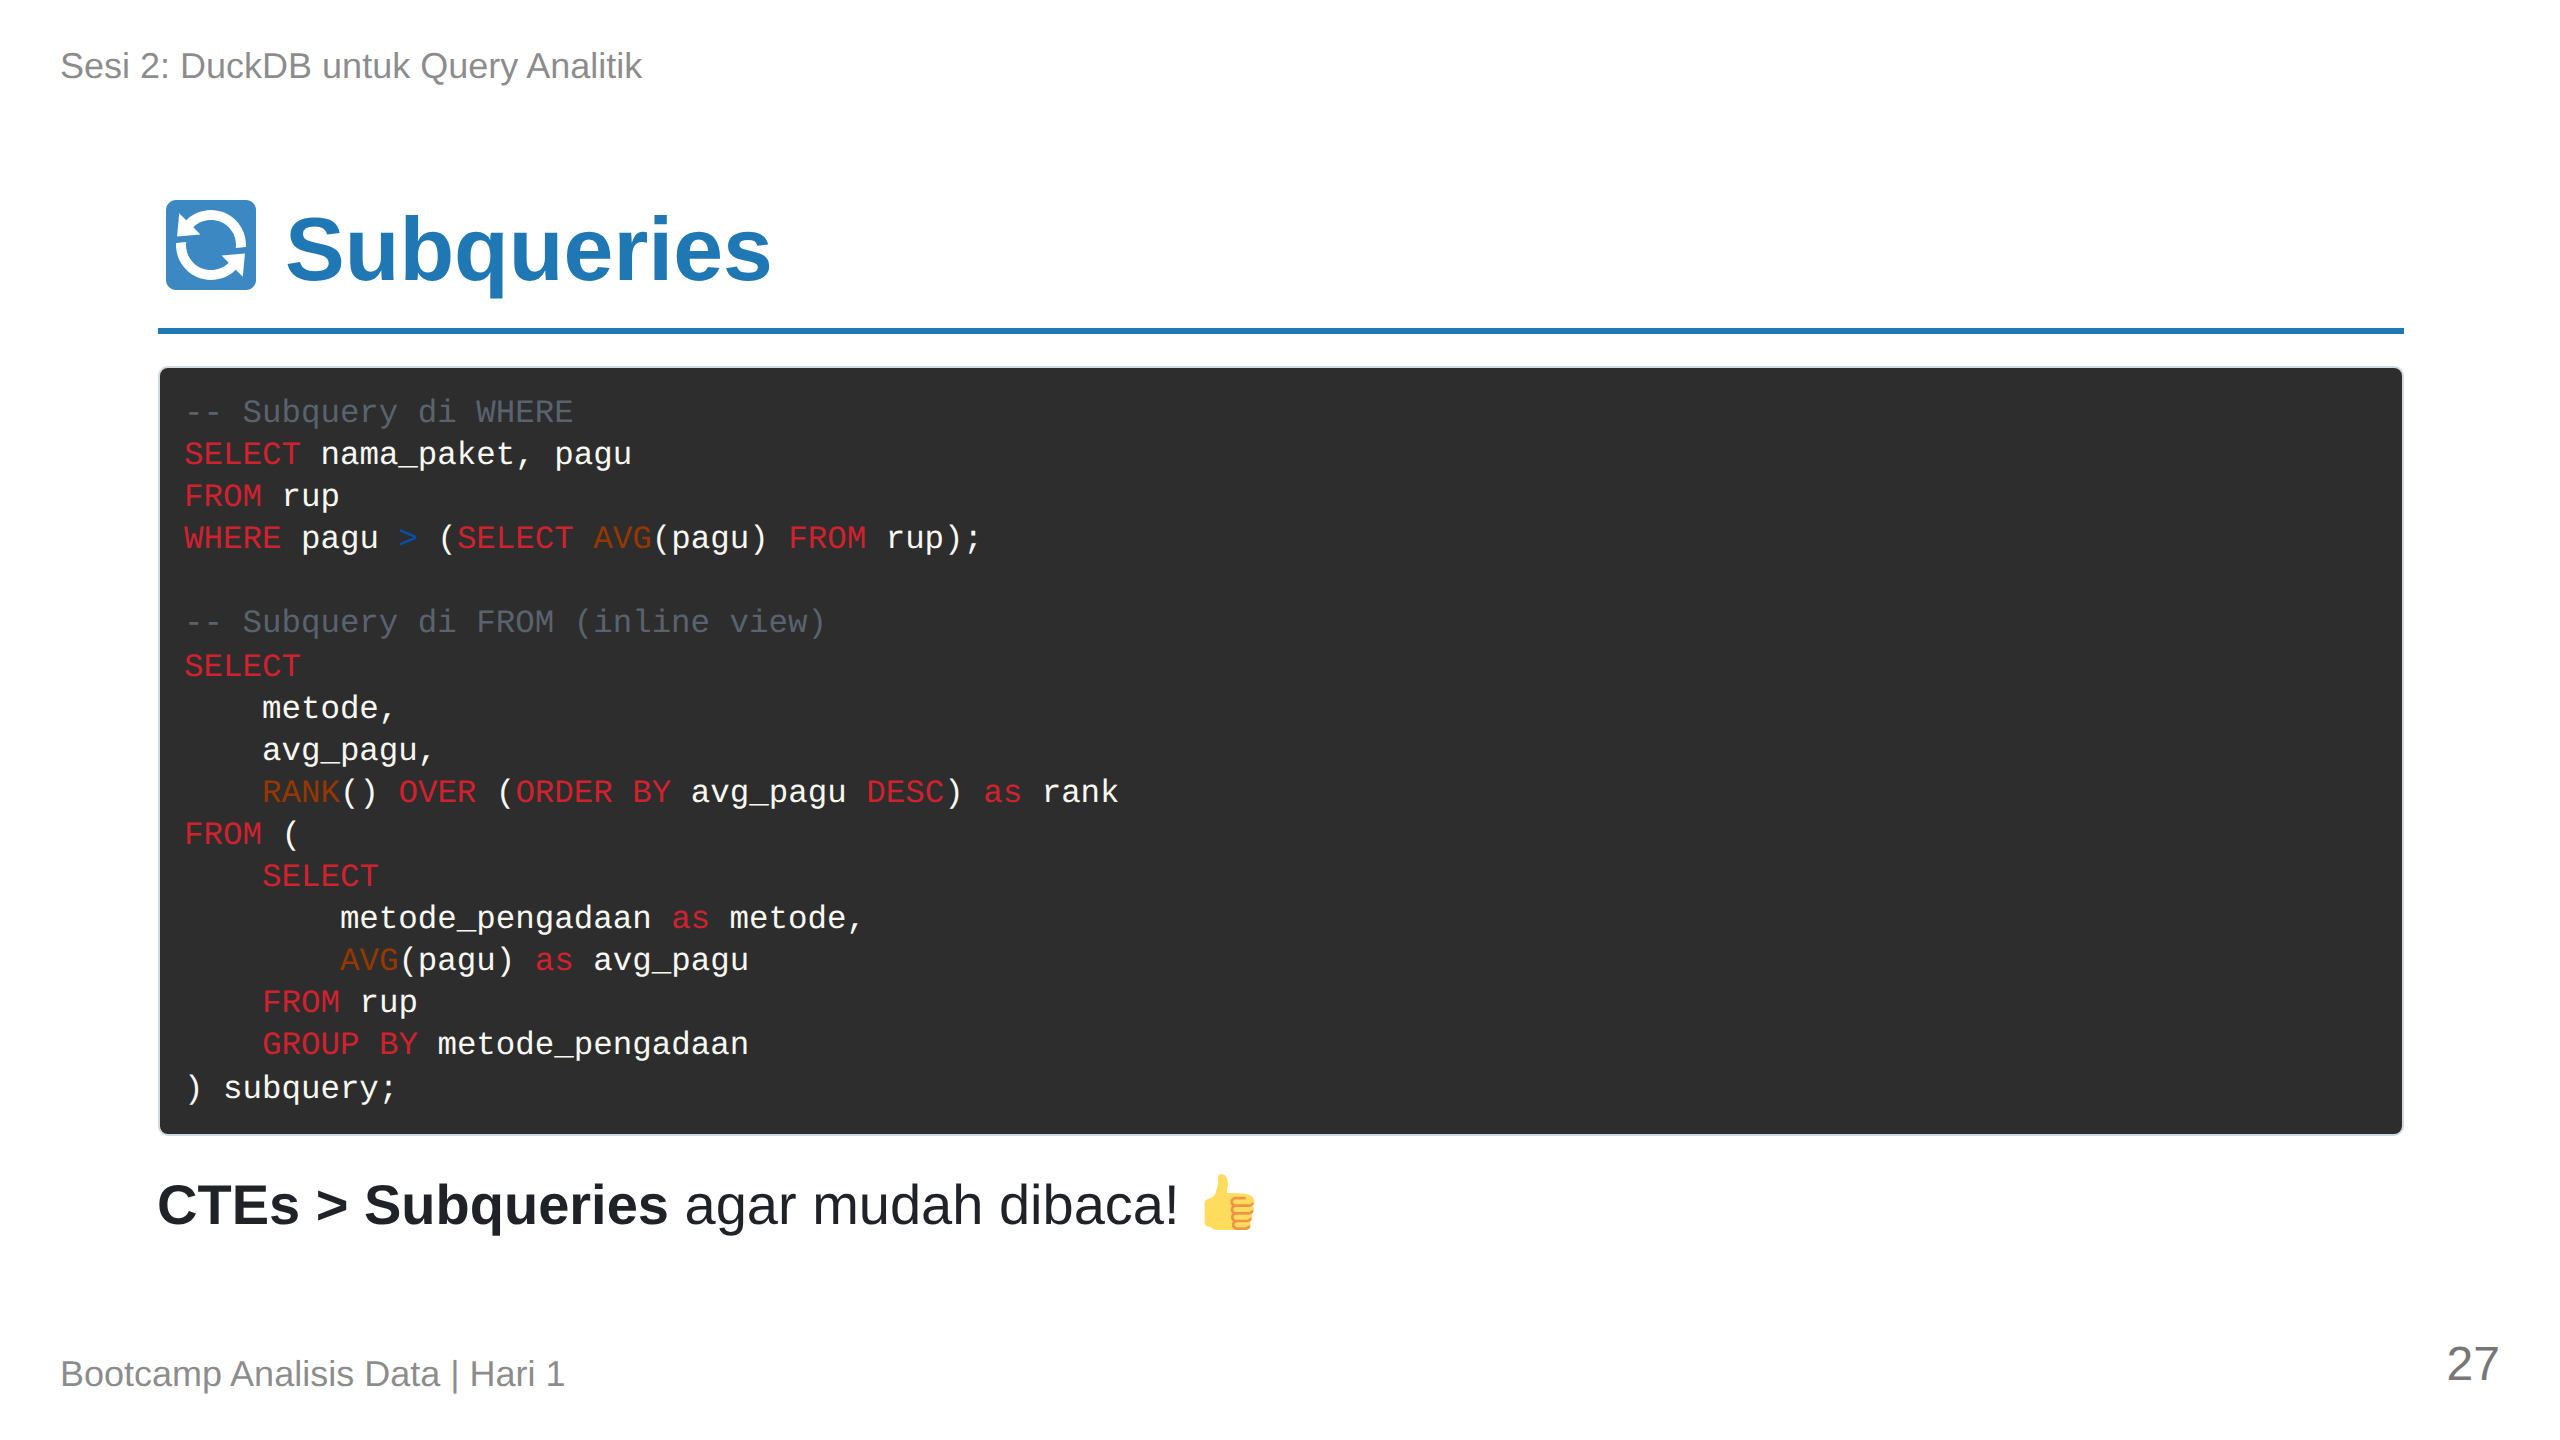 Sesi 2: DuckDB untuk Query Analitik
🔄 Subqueries
-- Subquery di WHERE
SELECT nama_paket, pagu
FROM rup
WHERE pagu > (SELECT AVG(pagu) FROM rup);

-- Subquery di FROM (inline view)
SELECT
    metode,
    avg_pagu,
    RANK() OVER (ORDER BY avg_pagu DESC) as rank
FROM (
    SELECT
        metode_pengadaan as metode,
        AVG(pagu) as avg_pagu
    FROM rup
    GROUP BY metode_pengadaan
) subquery;
CTEs > Subqueries agar mudah dibaca! 👍
Bootcamp Analisis Data | Hari 1
27